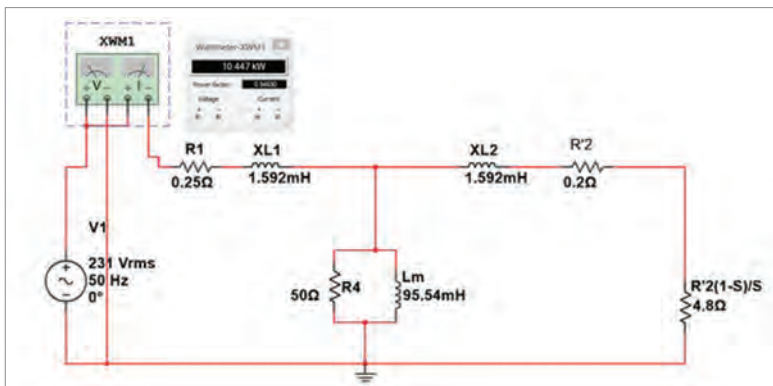 XWM1
Wattmeter-XWM1
10.447 kW
Power factor:
Voltage Current
V I
+ - + -
R1
0.25Ω
XL1
1.592mH
XL2
1.592mH
R'2
0.2Ω
V1
231 Vrms
50 Hz
0°
50Ω
R4
Lm
95.54mH
R'2(1-S)/S
4.8Ω